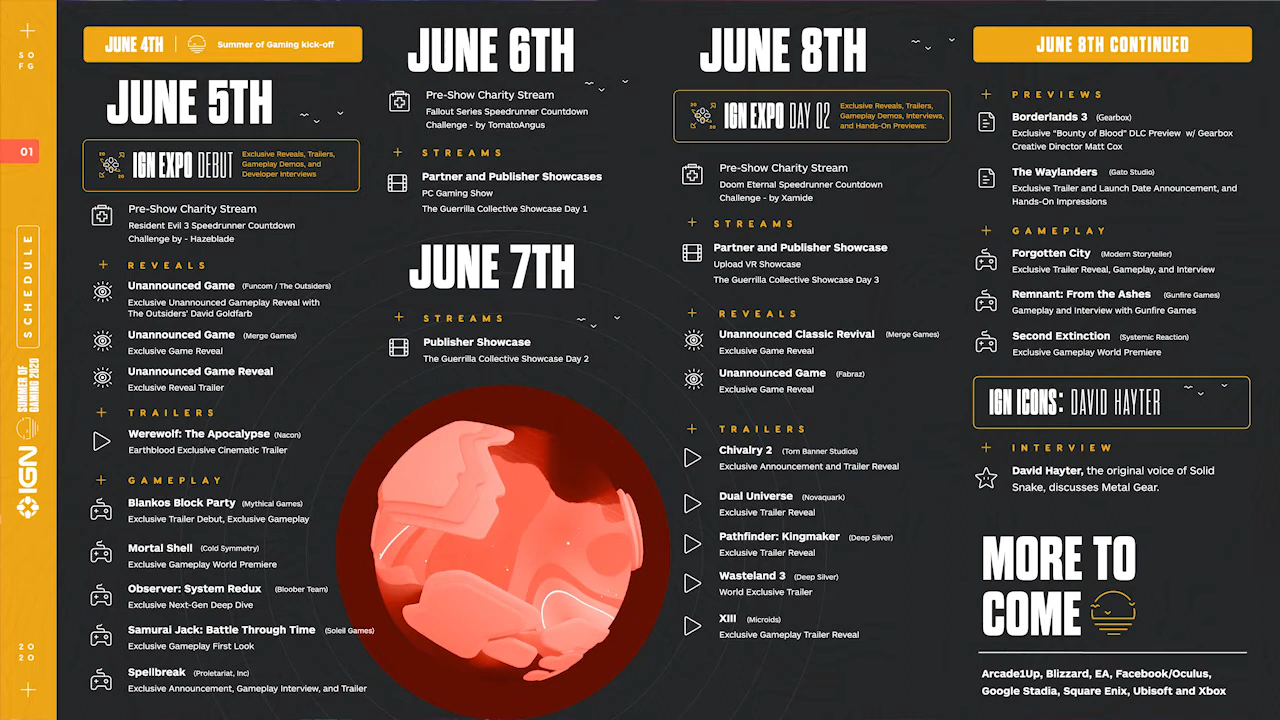 SO
FG
01
SCHEDULE
SUMMER OF
GAMING 2020
IGN
20
20
JUNE 4TH
Summer of Gaming kick-off
JUNE 5TH
IGN EXPO DEBUT
Exclusive Reveals, Trailers,
Gameplay Demos, and
Developer Interviews
Pre-Show Charity Stream
Resident Evil 3 Speedrunner Countdown
Challenge by - Hazeblade
+ REVEALS
Unannounced Game (Funcom / The Outsiders)
Exclusive Unannounced Gameplay Reveal with
The Outsiders' David Goldfarb
Unannounced Game (Merge Games)
Exclusive Game Reveal
Unannounced Game Reveal
Exclusive Reveal Trailer
+ TRAILERS
Werewolf: The Apocalypse (Nacon)
Earthblood Exclusive Cinematic Trailer
+ GAMEPLAY
Blankos Block Party (Mythical Games)
Exclusive Trailer Debut, Exclusive Gameplay
Mortal Shell (Cold Symmetry)
Exclusive Gameplay World Premiere
Observer: System Redux (Bloober Team)
Exclusive Next-Gen Deep Dive
Samurai Jack: Battle Through Time (Soleil Games)
Exclusive Gameplay First Look
Spellbreak (Proletariat, Inc)
Exclusive Announcement, Gameplay Interview, and Trailer
JUNE 6TH
Pre-Show Charity Stream
Fallout Series Speedrunner Countdown
Challenge - by TomatoAngus
+ STREAMS
Partner and Publisher Showcases
PC Gaming Show
The Guerrilla Collective Showcase Day 1
JUNE 7TH
+ STREAMS
Publisher Showcase
The Guerrilla Collective Showcase Day 2
JUNE 8TH
IGN EXPO DAY 02
Exclusive Reveals, Trailers,
Gameplay Demos, Interviews,
and Hands-On Previews:
Pre-Show Charity Stream
Doom Eternal Speedrunner Countdown
Challenge - by Xamide
+ STREAMS
Partner and Publisher Showcase
Upload VR Showcase
The Guerrilla Collective Showcase Day 3
+ REVEALS
Unannounced Classic Revival (Merge Games)
Exclusive Game Reveal
Unannounced Game (Fabraz)
Exclusive Game Reveal
+ TRAILERS
Chivalry 2 (Torn Banner Studios)
Exclusive Announcement and Trailer Reveal
Dual Universe (Novaquark)
Exclusive Trailer Reveal
Pathfinder: Kingmaker (Deep Silver)
Exclusive Trailer Reveal
Wasteland 3 (Deep Silver)
World Exclusive Trailer
XIII (Microids)
Exclusive Gameplay Trailer Reveal
JUNE 8TH CONTINUED
+ PREVIEWS
Borderlands 3 (Gearbox)
Exclusive "Bounty of Blood" DLC Preview w/ Gearbox
Creative Director Matt Cox
The Waylanders (Gato Studio)
Exclusive Trailer and Launch Date Announcement, and
Hands-On Impressions
+ GAMEPLAY
Forgotten City (Modern Storyteller)
Exclusive Trailer Reveal, Gameplay, and Interview
Remnant: From the Ashes (Gunfire Games)
Gameplay and Interview with Gunfire Games
Second Extinction (Systemic Reaction)
Exclusive Gameplay World Premiere
IGN ICONS: DAVID HAYTER
+ INTERVIEW
David Hayter, the original voice of Solid
Snake, discusses Metal Gear.
MORE TO
COME
Arcade1Up, Blizzard, EA, Facebook/Oculus,
Google Stadia, Square Enix, Ubisoft and Xbox